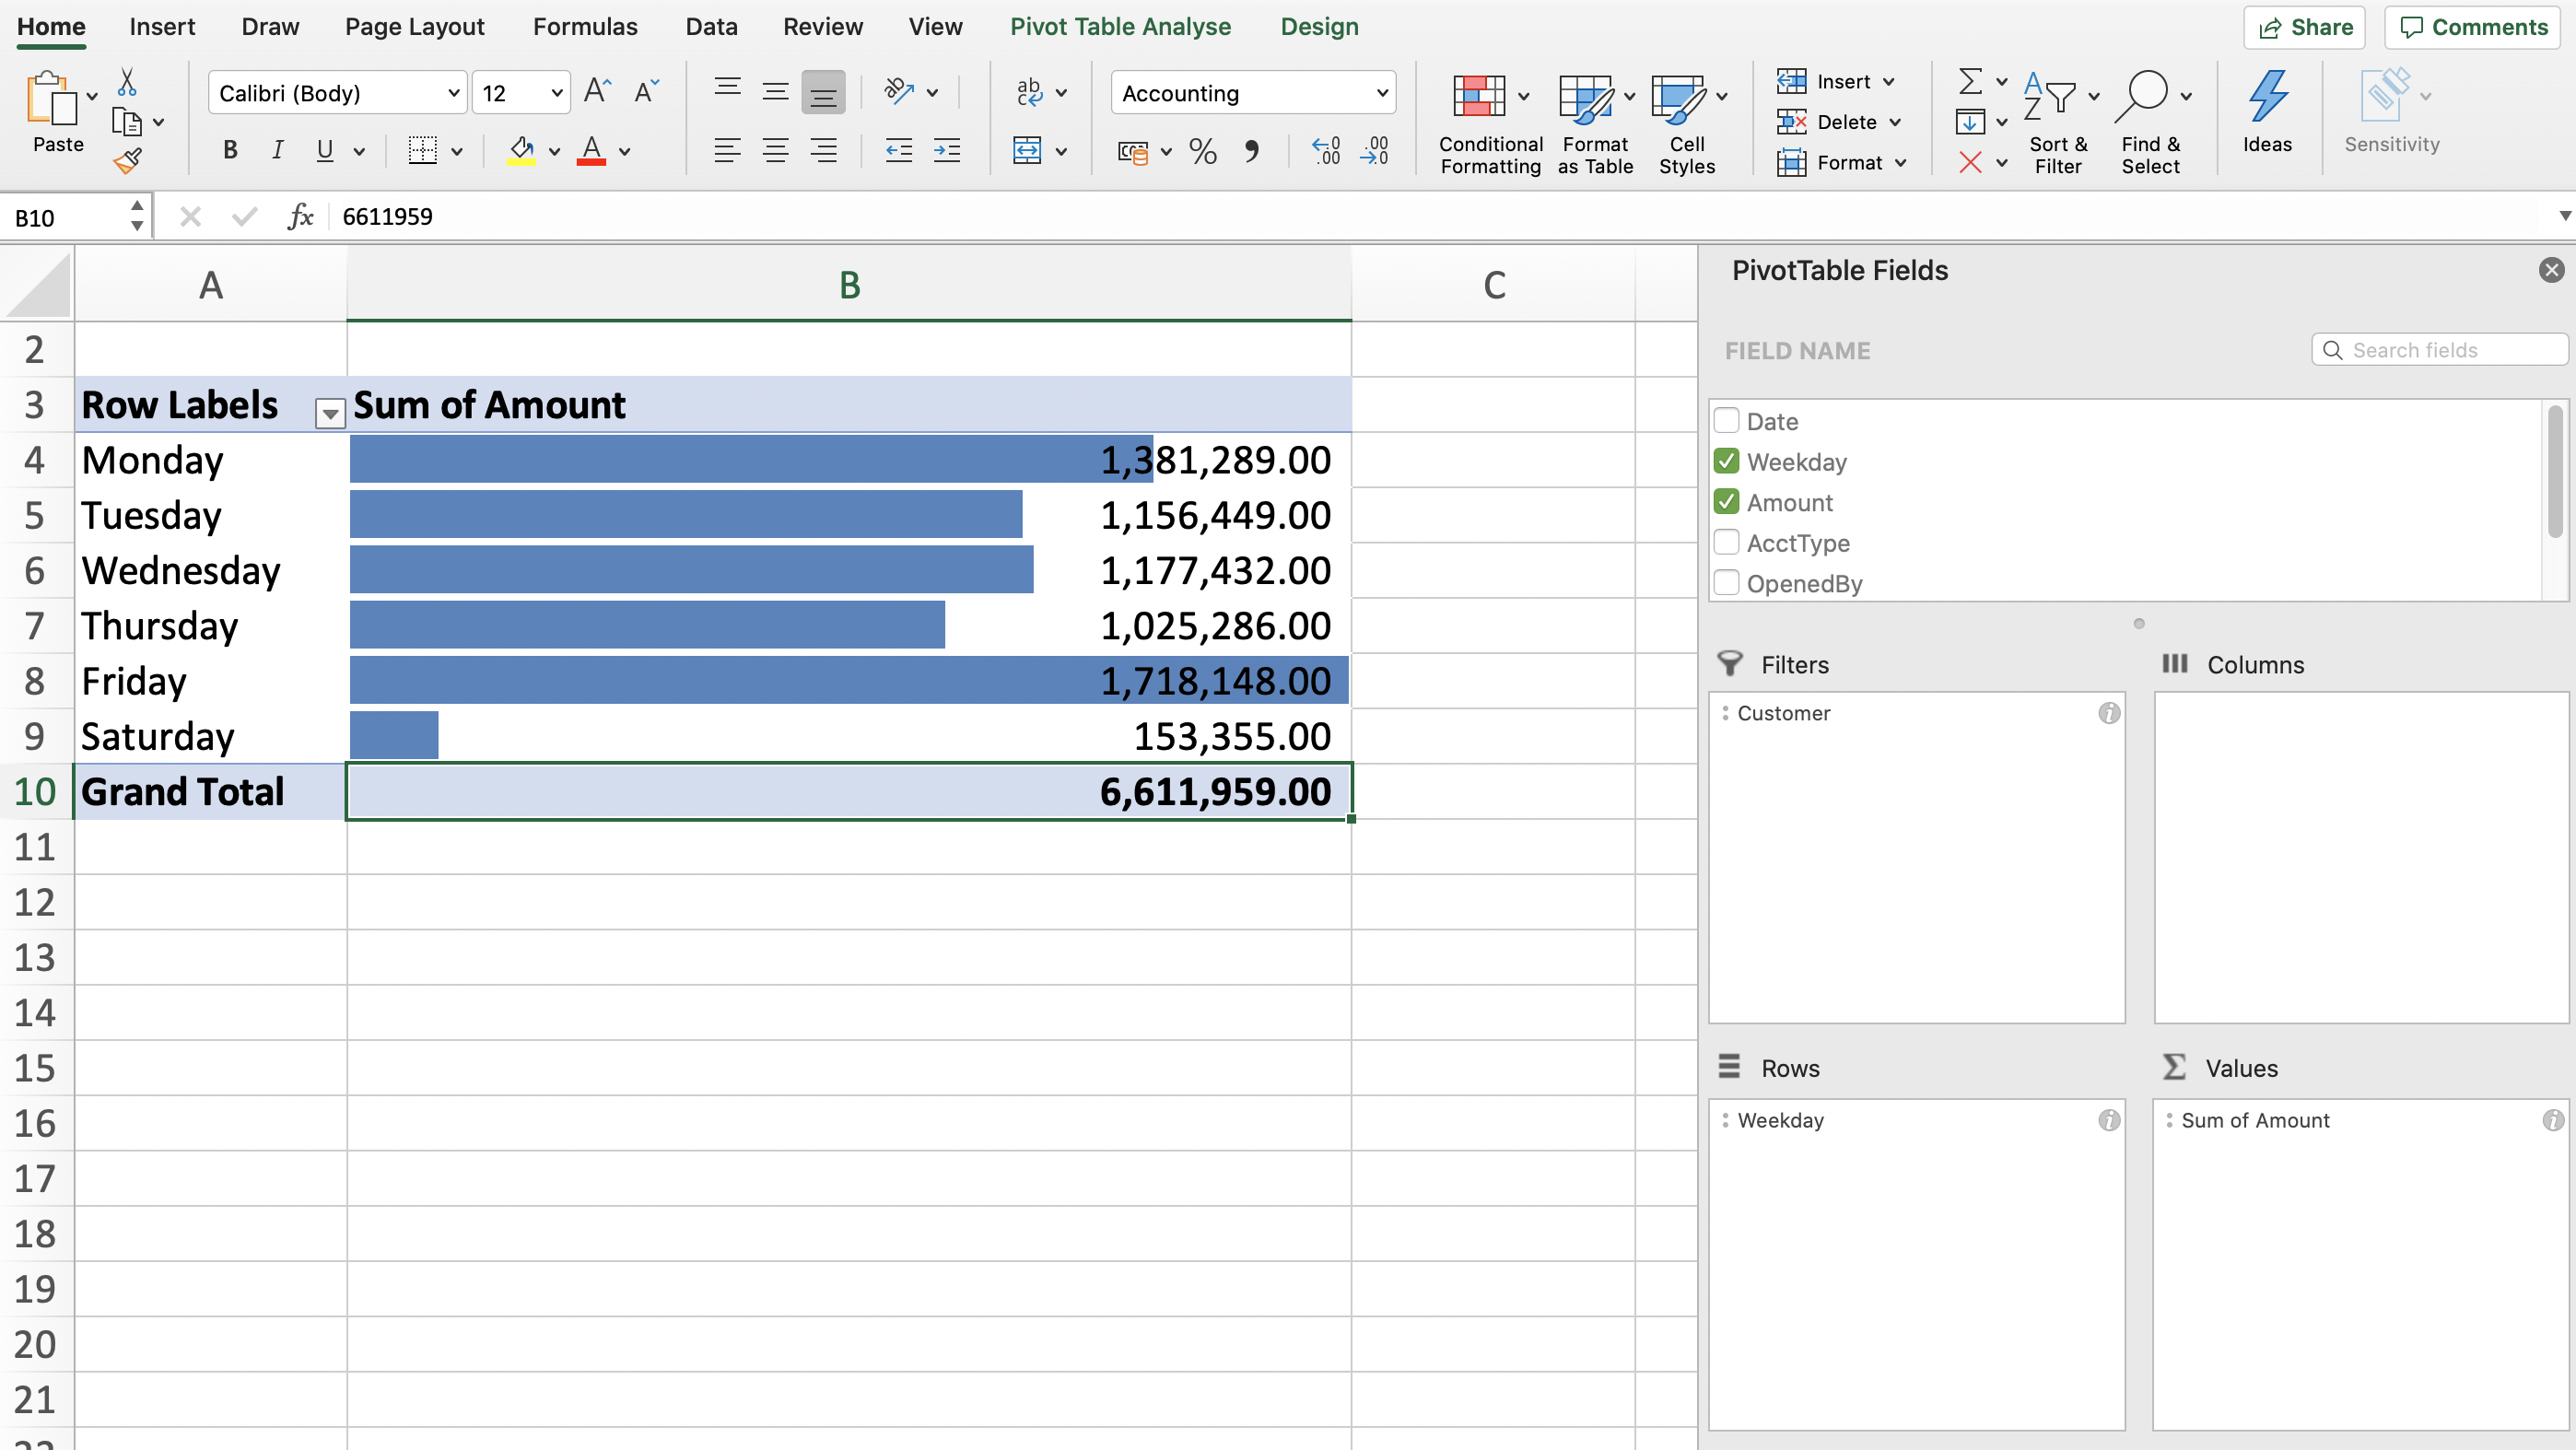 Home Insert Draw Page Layout Formulas Data Review View Pivot Table Analyse Design Share Comments
Paste
Calibri (Body) 12
B I U A
ab
c
Accounting
% 
Conditional Formatting
Format as Table
Cell Styles
Insert
Delete
Format
Sort & Filter
Find & Select
Ideas
Sensitivity
B10 fx 6611959
A B C
2
3 Row Labels Sum of Amount
4 Monday 1,381,289.00
5 Tuesday 1,156,449.00
6 Wednesday 1,177,432.00
7 Thursday 1,025,286.00
8 Friday 1,718,148.00
9 Saturday 153,355.00
10 Grand Total 6,611,959.00
11
12
13
14
15
16
17
18
19
20
21
PivotTable Fields
FIELD NAME Search fields
Date
Weekday
Amount
AcctType
OpenedBy
Filters Columns
Customer
Rows Values
Weekday Sum of Amount